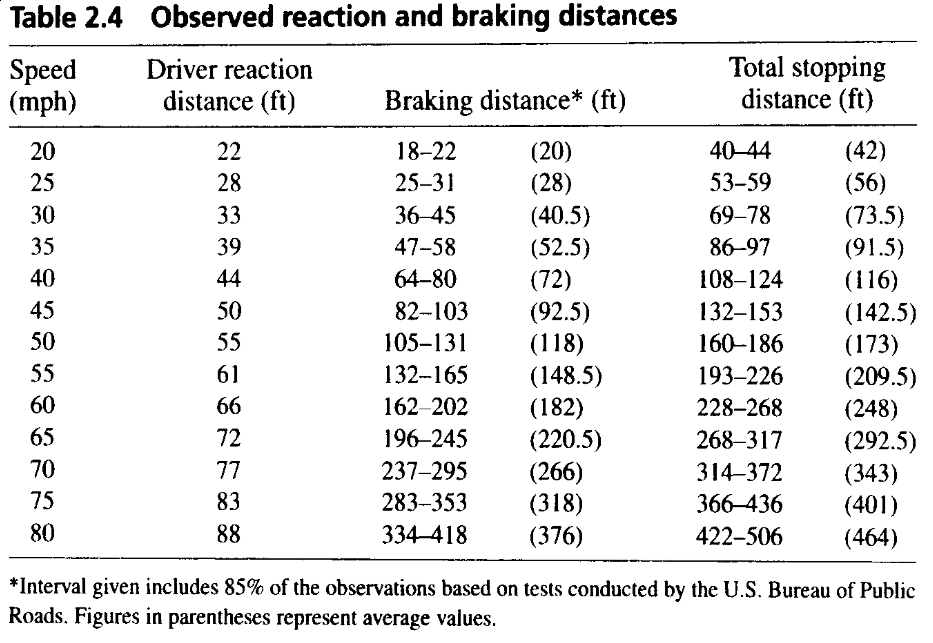 Table 2.4 Observed reaction and braking distances
Speed Driver reaction Total stopping
(mph) distance (ft) Braking distance* (ft) distance (ft)
20 22 18–22 (20) 40–44 (42)
25 28 25–31 (28) 53–59 (56)
30 33 36–45 (40.5) 69–78 (73.5)
35 39 47–58 (52.5) 86–97 (91.5)
40 44 64–80 (72) 108–124 (116)
45 50 82–103 (92.5) 132–153 (142.5)
50 55 105–131 (118) 160–186 (173)
55 61 132–165 (148.5) 193–226 (209.5)
60 66 162–202 (182) 228–268 (248)
65 72 196–245 (220.5) 268–317 (292.5)
70 77 237–295 (266) 314–372 (343)
75 83 283–353 (318) 366–436 (401)
80 88 334–418 (376) 422–506 (464)
*Interval given includes 85% of the observations based on tests conducted by the U.S. Bureau of Public
Roads. Figures in parentheses represent average values.